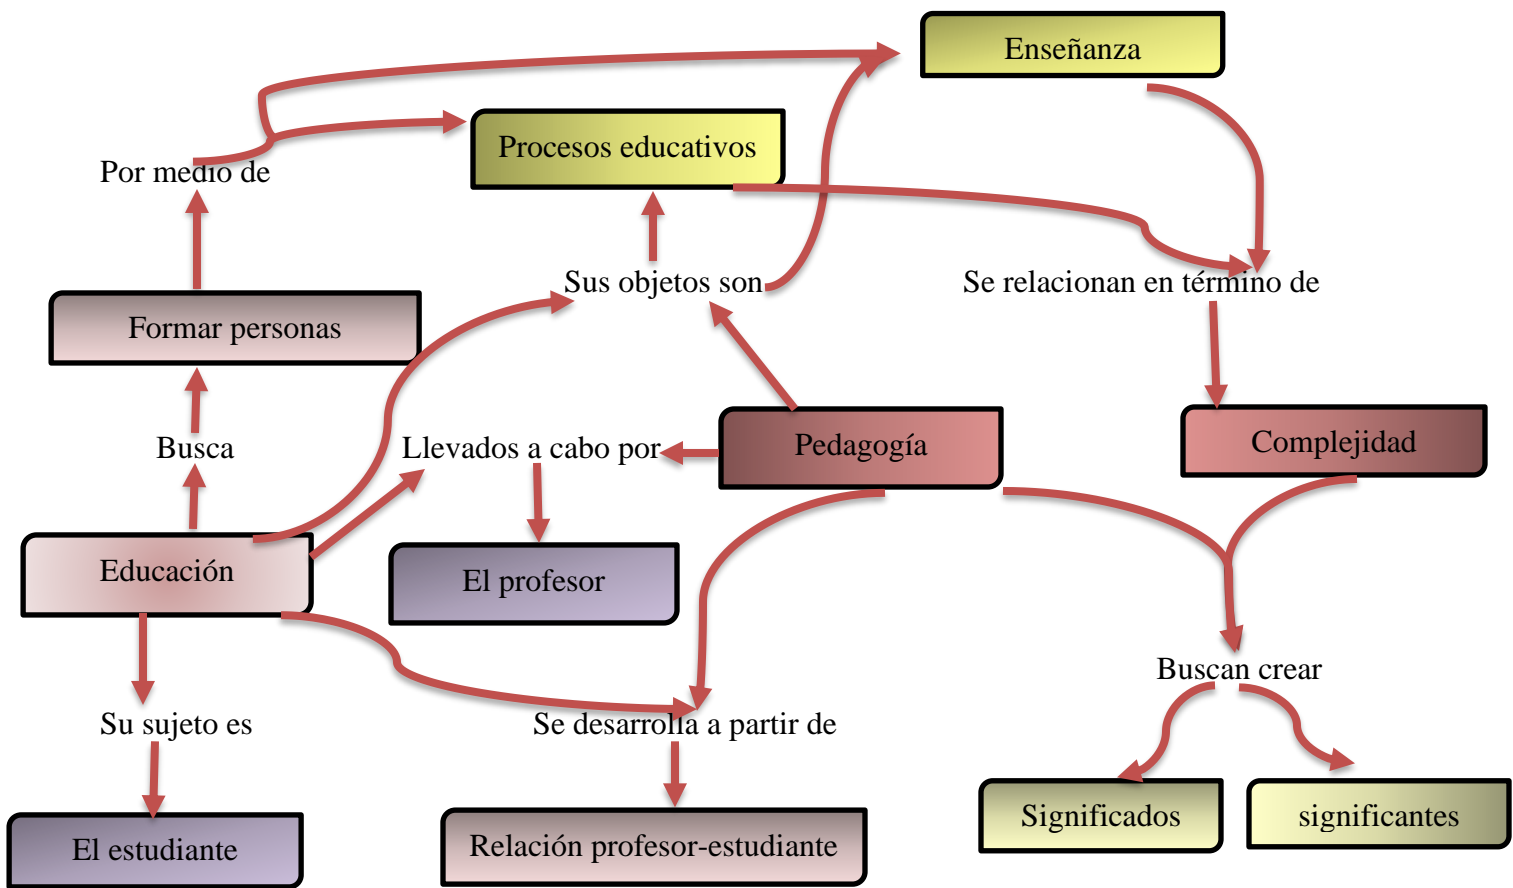 Enseñanza
Procesos educativos
Por medio de
Sus objetos son
Se relacionan en término de
Formar personas
Busca
Llevados a cabo por
Pedagogía
Complejidad
Educación
El profesor
Buscan crear
Su sujeto es
Se desarrolla a partir de
Significados
significantes
El estudiante
Relación profesor-estudiante